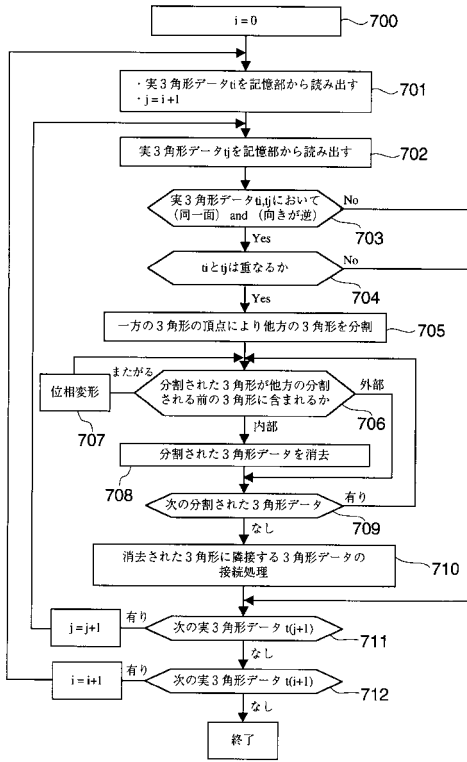 i = 0
700
・実3角形データtiを記憶部から読み出す
・j = i+1
701
実3角形データtjを記憶部から読み出す
702
実3角形データti,tjにおいて
(同一面) and (向きが逆)
No
703
Yes
tiとtjは重なるか
No
704
Yes
一方の3角形の頂点により他方の3角形を分割
705
またがる
位相変形
707
分割された3角形が他方の分割
される前の3角形に含まれるか
外部
706
内部
分割された3角形データを消去
708
次の分割された3角形データ
有り
709
なし
消去された3角形に隣接する3角形データの
接続処理
710
j = j+1
有り
次の実3角形データ t(j+1)
711
なし
i = i+1
有り
次の実3角形データ t(i+1)
712
なし
終了